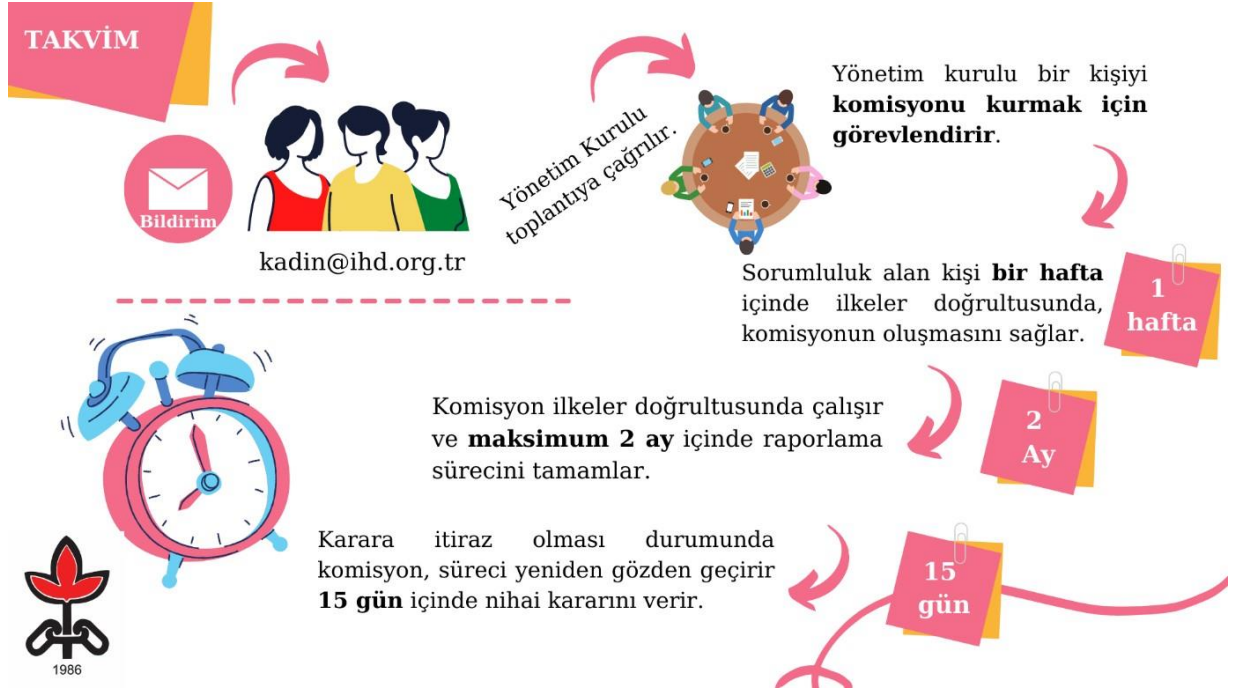 TAKVİM
Bildirim
kadin@ihd.org.tr
Yönetim Kurulu
toplantıya çağrılır.
Yönetim kurulu bir kişiyi
komisyonu kurmak için
görevlendirir.
Sorumluluk alan kişi bir hafta
içinde ilkeler doğrultusunda,
komisyonun oluşmasını sağlar.
1
hafta
Komisyon ilkeler doğrultusunda çalışır
ve maksimum 2 ay içinde raporlama
sürecini tamamlar.
2
Ay
Karara itiraz olması durumunda
komisyon, süreci yeniden gözden geçirir
15 gün içinde nihai kararını verir.
15
gün
1986